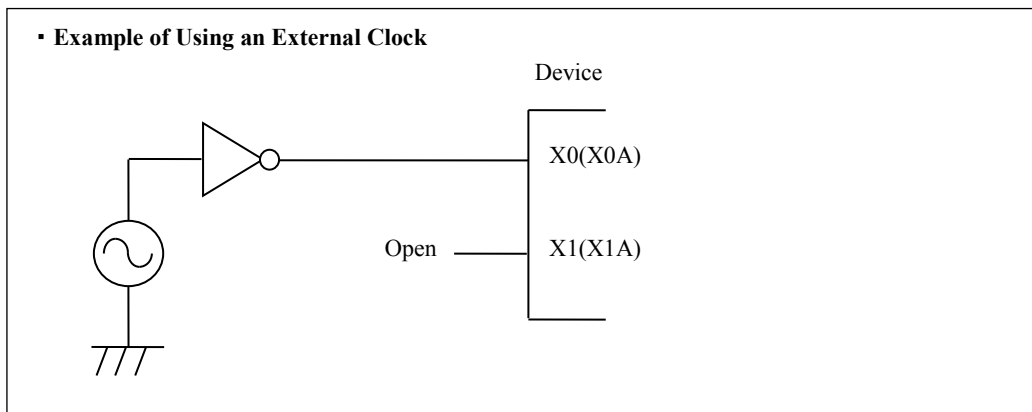 ▪ Example of Using an External Clock
Device
X0(X0A)
Open
X1(X1A)